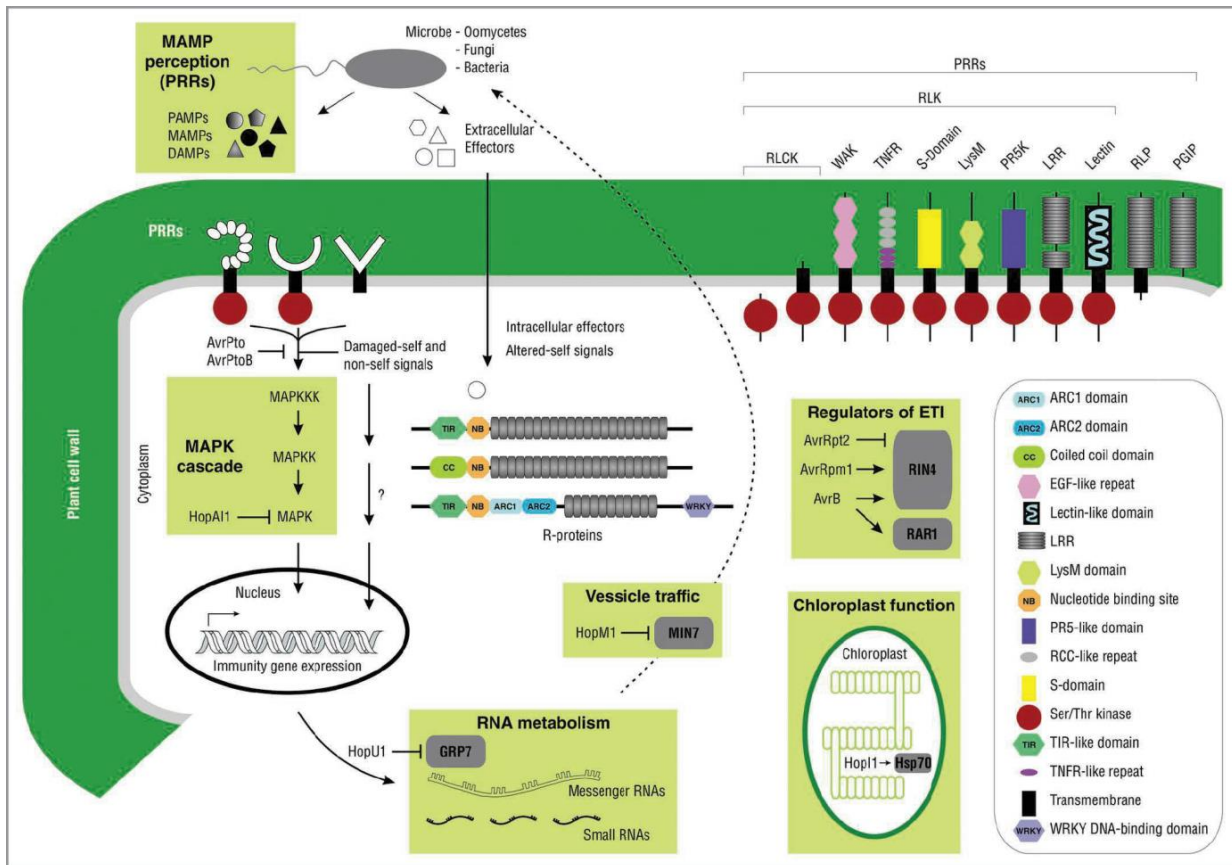 MAMP
perception
(PRRs)
PAMPs
MAMPs
DAMPs
Microbe - Oomycetes
- Fungi
- Bacteria
Extracellular
Effectors
PRRs
RLK
RLCK
WAK
TNFR
S-Domain
LysM
PR5K
LRR
Lectin
RLP
PGIP
PRRs
Plant cell wall
Cytoplasm
AvrPto
AvrPtoB
Damaged-self and
non-self signals
Intracellular effectors
Altered-self signals
MAPK
cascade
MAPKKK
MAPKK
HopAI1
MAPK
?
TIR NB
CC NB
TIR NB ARC1 ARC2 WRKY
R-proteins
Nucleus
Immunity gene expression
Vessicle traffic
HopM1 MIN7
RNA metabolism
HopU1 GRP7
Messenger RNAs
Small RNAs
Regulators of ETI
AvrRpt2
AvrRpm1 RIN4
AvrB
RAR1
Chloroplast function
Chloroplast
HopI1 Hsp70
ARC1 ARC1 domain
ARC2 ARC2 domain
CC Coiled coil domain
EGF-like repeat
Lectin-like domain
LRR
LysM domain
NB Nucleotide binding site
PR5-like domain
RCC-like repeat
S-domain
Ser/Thr kinase
TIR TIR-like domain
TNFR-like repeat
Transmembrane
WRKY WRKY DNA-binding domain